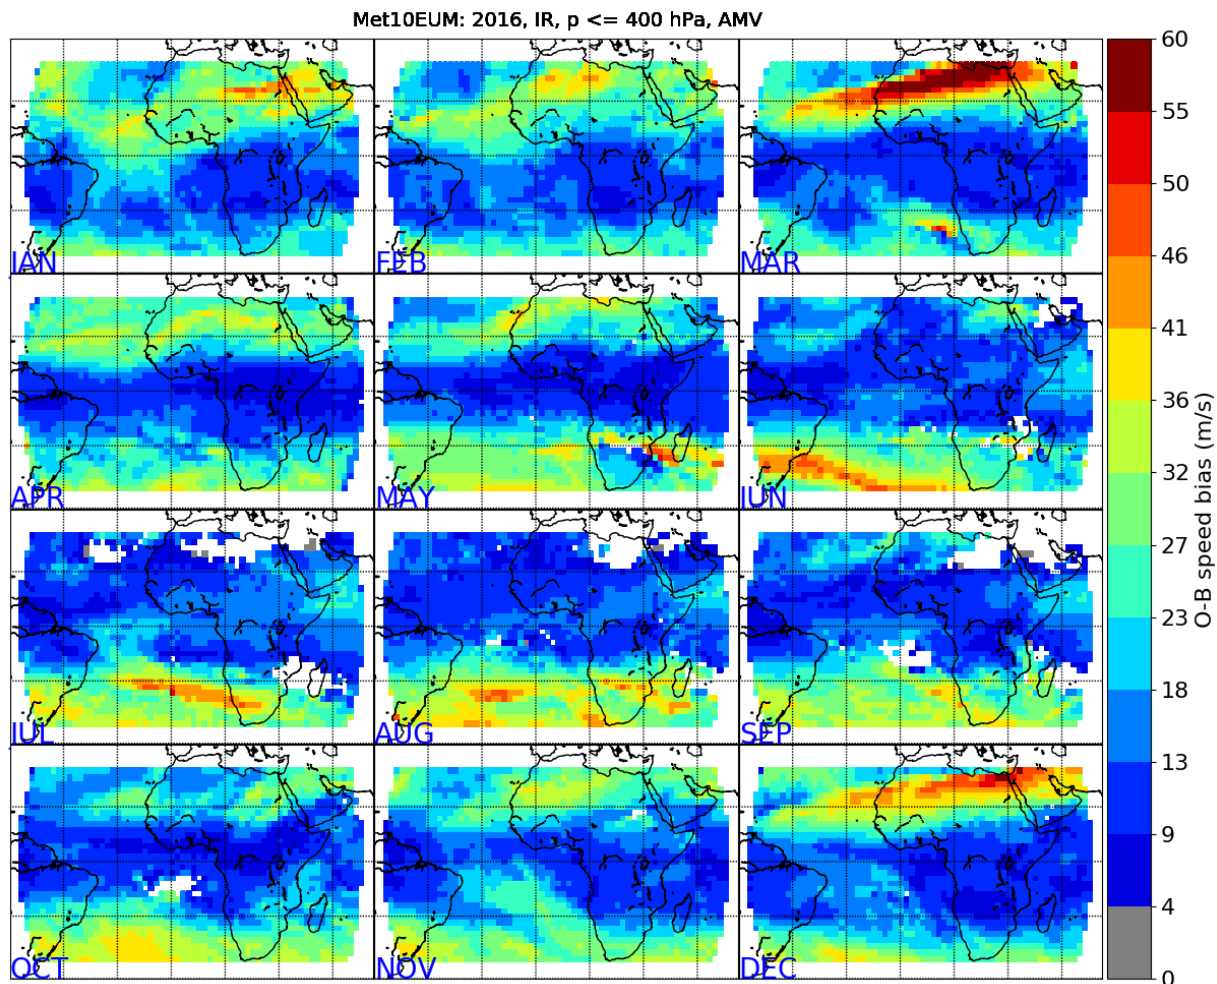 Met10EUM: 2016, IR, p <= 400 hPa, AMV
JAN
FEB
MAR
APR
MAY
JUN
JUL
AUG
SEP
OCT
NOV
DEC
60
55
50
46
41
36
32
27
23
18
13
9
4
0
O-B speed bias (m/s)